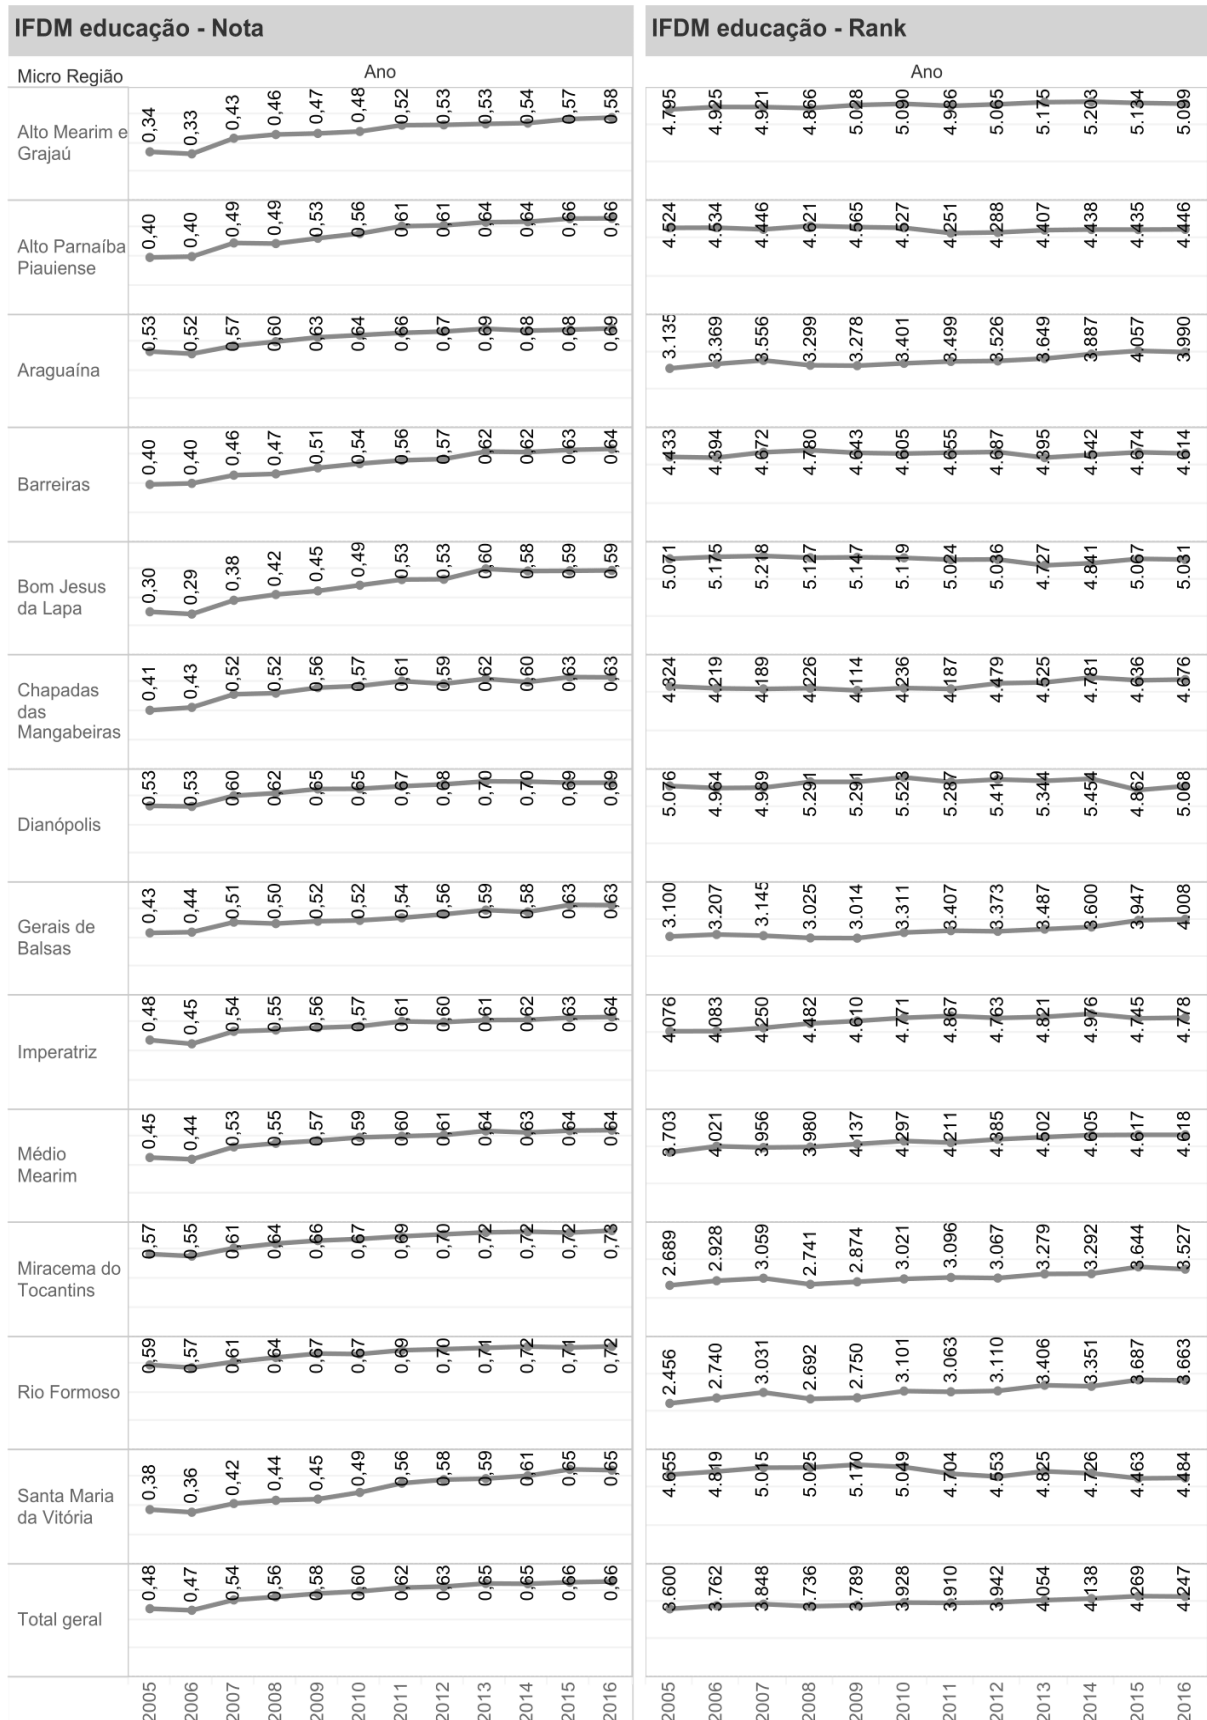 IFDM educação - Nota
IFDM educação - Rank
Micro Região
Ano
Ano
Alto Mearim e
Grajaú
0,34 0,33 0,43 0,46 0,47 0,48 0,52 0,53 0,53 0,54 0,57 0,58
4.795 4.925 4.921 4.866 5.028 5.090 4.986 5.065 5.175 5.203 5.134 5.099
Alto Parnaíba
Piauiense
0,40 0,40 0,49 0,49 0,53 0,56 0,61 0,61 0,64 0,64 0,66 0,66
4.524 4.534 4.446 4.621 4.565 4.527 4.251 4.288 4.407 4.438 4.435 4.446
Araguaína
0,53 0,52 0,57 0,60 0,63 0,64 0,66 0,67 0,69 0,68 0,68 0,69
3.135 3.369 3.556 3.299 3.278 3.401 3.499 3.526 3.649 3.887 4.057 3.990
Barreiras
0,40 0,40 0,46 0,47 0,51 0,54 0,56 0,57 0,62 0,62 0,63 0,64
4.433 4.394 4.672 4.780 4.643 4.605 4.655 4.687 4.395 4.542 4.674 4.614
Bom Jesus
da Lapa
0,30 0,29 0,38 0,42 0,45 0,49 0,53 0,53 0,60 0,58 0,59 0,59
5.071 5.175 5.218 5.127 5.147 5.119 5.024 5.036 4.727 4.841 5.067 5.031
Chapadas
das
Mangabeiras
0,41 0,43 0,52 0,52 0,56 0,57 0,61 0,59 0,62 0,60 0,63 0,63
4.324 4.219 4.189 4.226 4.114 4.236 4.187 4.479 4.525 4.781 4.636 4.676
Dianópolis
0,53 0,53 0,60 0,62 0,65 0,65 0,67 0,68 0,70 0,70 0,69 0,69
5.076 4.964 4.989 5.291 5.291 5.523 5.287 5.419 5.344 5.454 4.862 5.068
Gerais de
Balsas
0,43 0,44 0,51 0,50 0,52 0,52 0,54 0,56 0,59 0,58 0,63 0,63
3.100 3.207 3.145 3.025 3.014 3.311 3.407 3.373 3.487 3.600 3.947 4.008
Imperatriz
0,48 0,45 0,54 0,55 0,56 0,57 0,61 0,60 0,61 0,62 0,63 0,64
4.076 4.083 4.250 4.482 4.610 4.771 4.867 4.763 4.821 4.976 4.745 4.778
Médio
Mearim
0,45 0,44 0,53 0,55 0,57 0,59 0,60 0,61 0,64 0,63 0,64 0,64
3.703 4.021 3.956 3.980 4.137 4.297 4.211 4.385 4.502 4.605 4.617 4.618
Miracema do
Tocantins
0,57 0,55 0,61 0,64 0,66 0,67 0,69 0,70 0,72 0,72 0,72 0,73
2.689 2.928 3.059 2.741 2.874 3.021 3.096 3.067 3.279 3.292 3.644 3.527
Rio Formoso
0,59 0,57 0,61 0,64 0,67 0,67 0,69 0,70 0,71 0,72 0,71 0,72
2.456 2.740 3.031 2.692 2.750 3.101 3.063 3.110 3.406 3.351 3.687 3.663
Santa Maria
da Vitória
0,38 0,36 0,42 0,44 0,45 0,49 0,56 0,58 0,59 0,61 0,65 0,65
4.655 4.819 5.015 5.025 5.170 5.049 4.704 4.553 4.825 4.726 4.463 4.484
Total geral
0,48 0,47 0,54 0,56 0,58 0,60 0,62 0,63 0,65 0,65 0,66 0,66
3.600 3.762 3.848 3.736 3.789 3.928 3.910 3.942 4.054 4.138 4.269 4.247
2005 2006 2007 2008 2009 2010 2011 2012 2013 2014 2015 2016
2005 2006 2007 2008 2009 2010 2011 2012 2013 2014 2015 2016